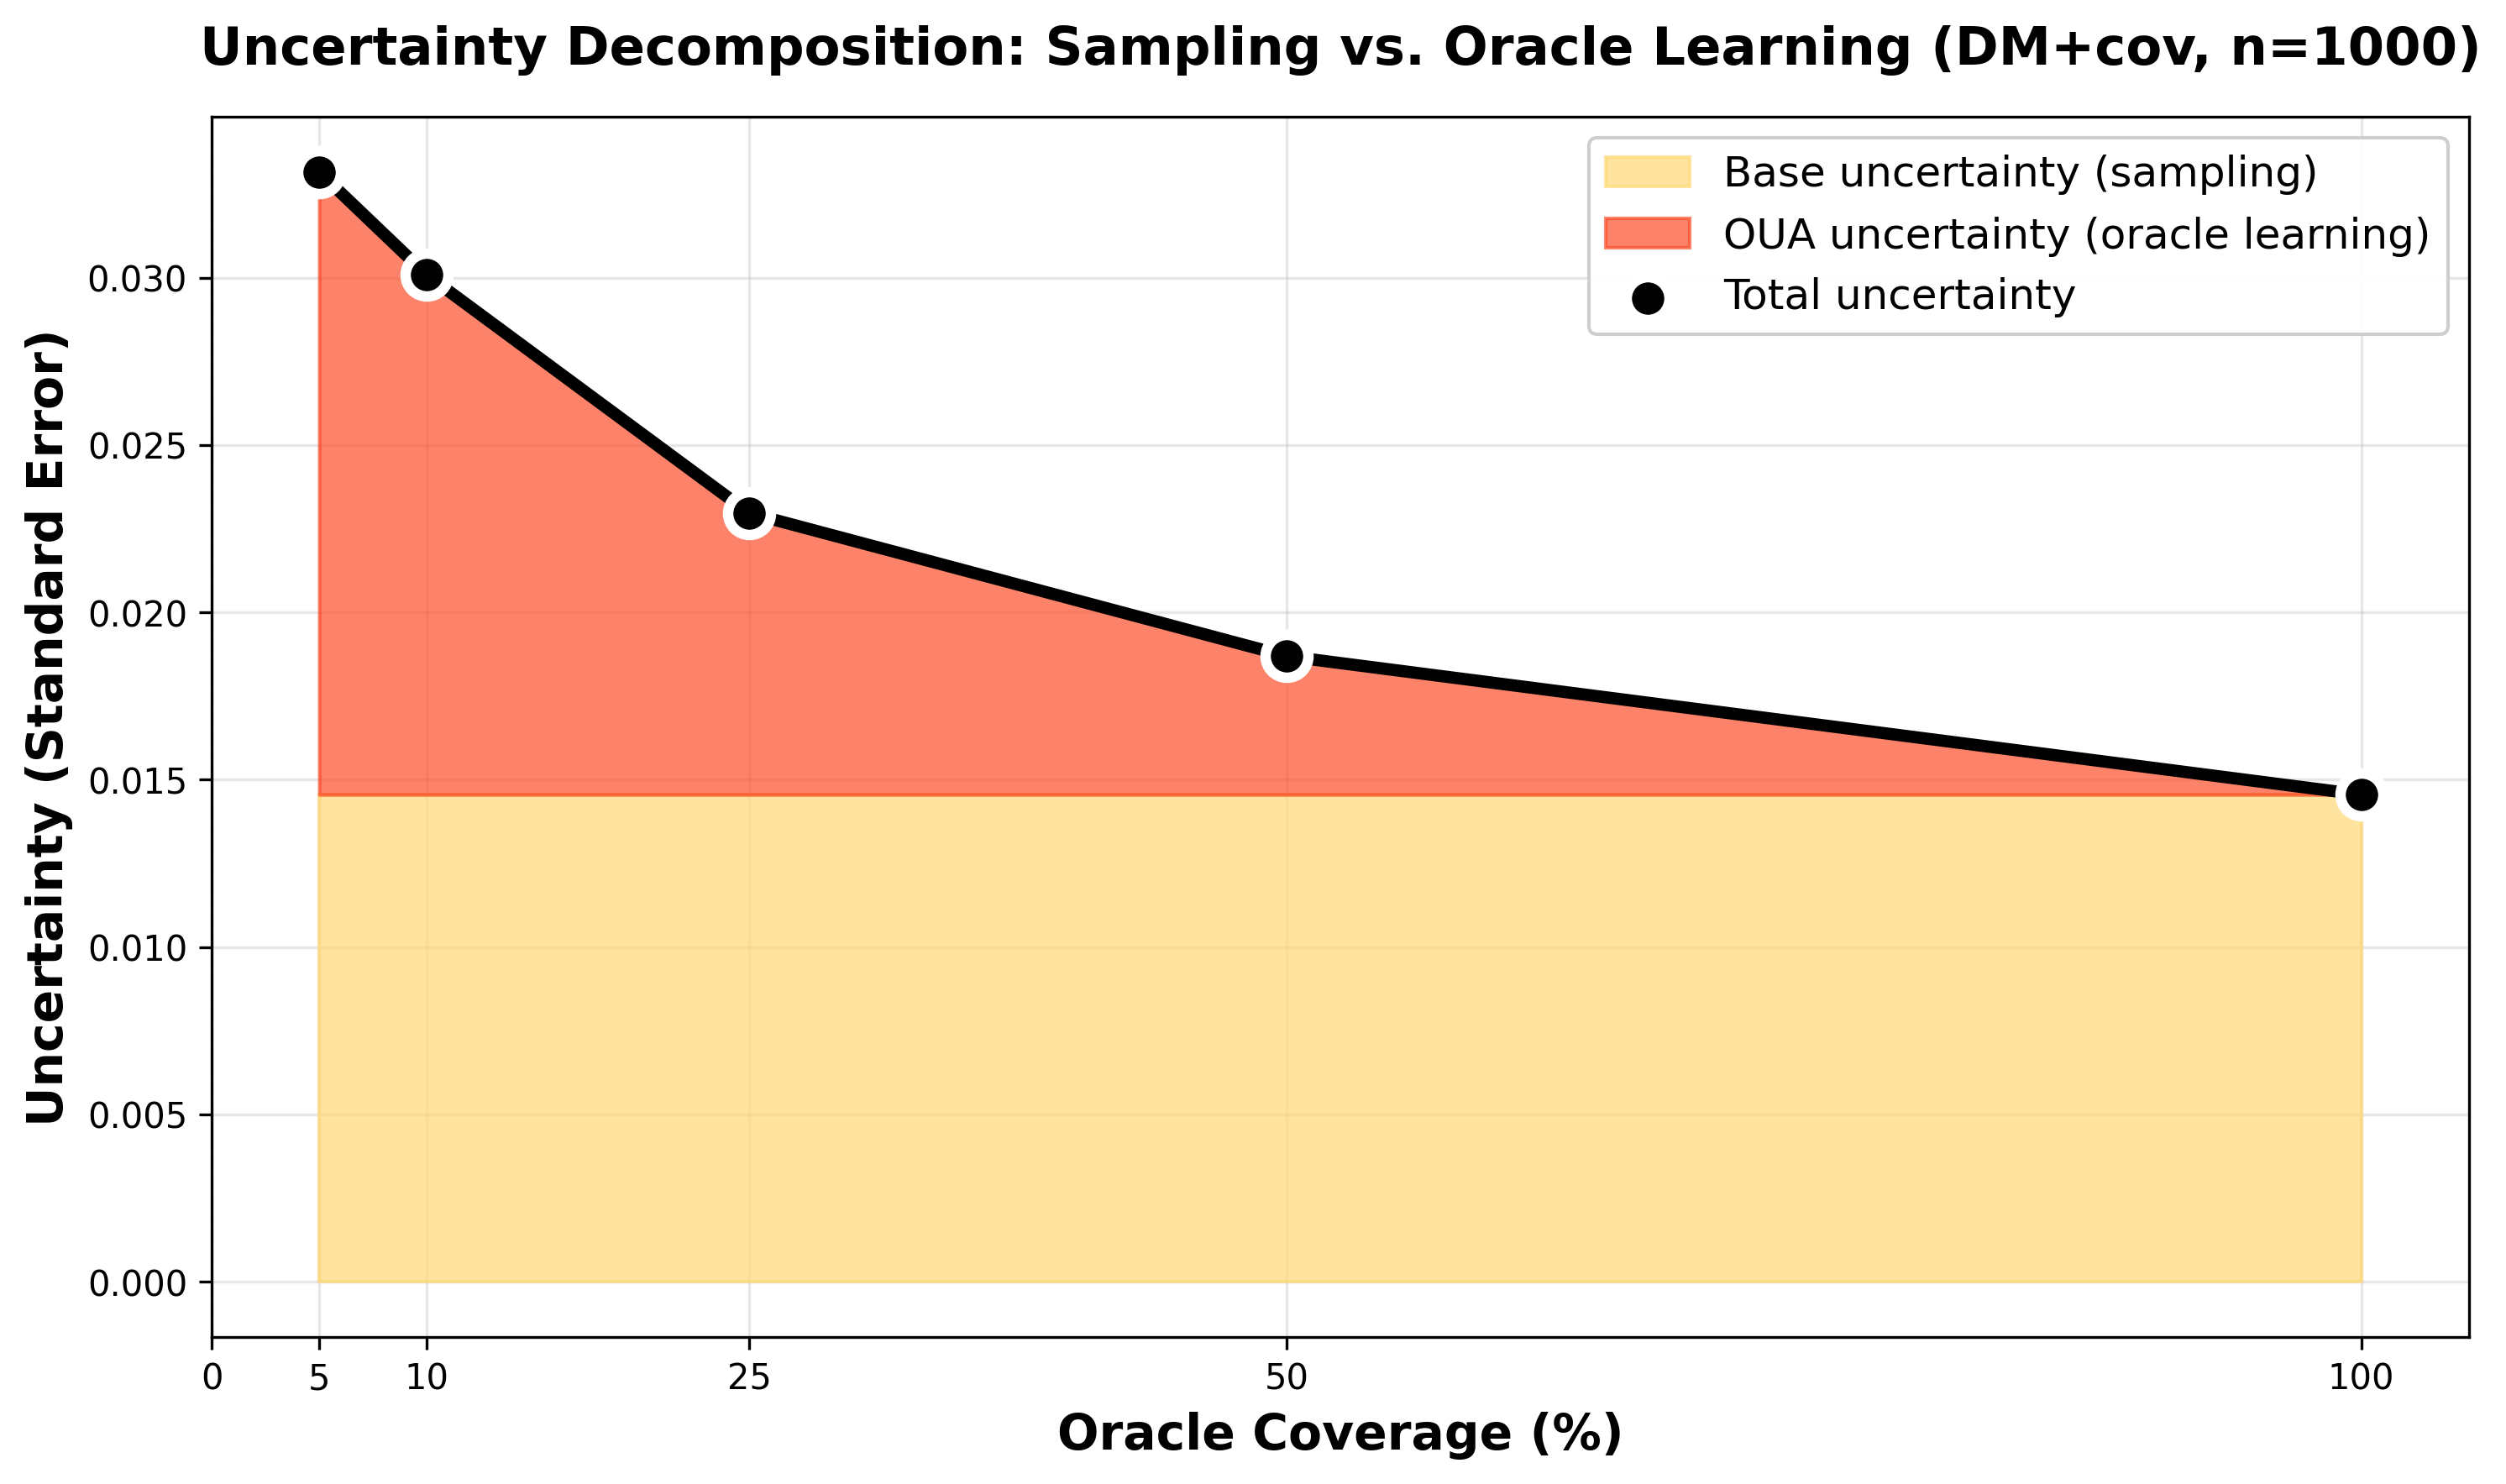 Uncertainty Decomposition: Sampling vs. Oracle Learning (DM+cov, n=1000)
Base uncertainty (sampling)
OUA uncertainty (oracle learning)
Total uncertainty
Uncertainty (Standard Error)
0.030
0.025
0.020
0.015
0.010
0.005
0.000
0 5 10 25 50 100
Oracle Coverage (%)